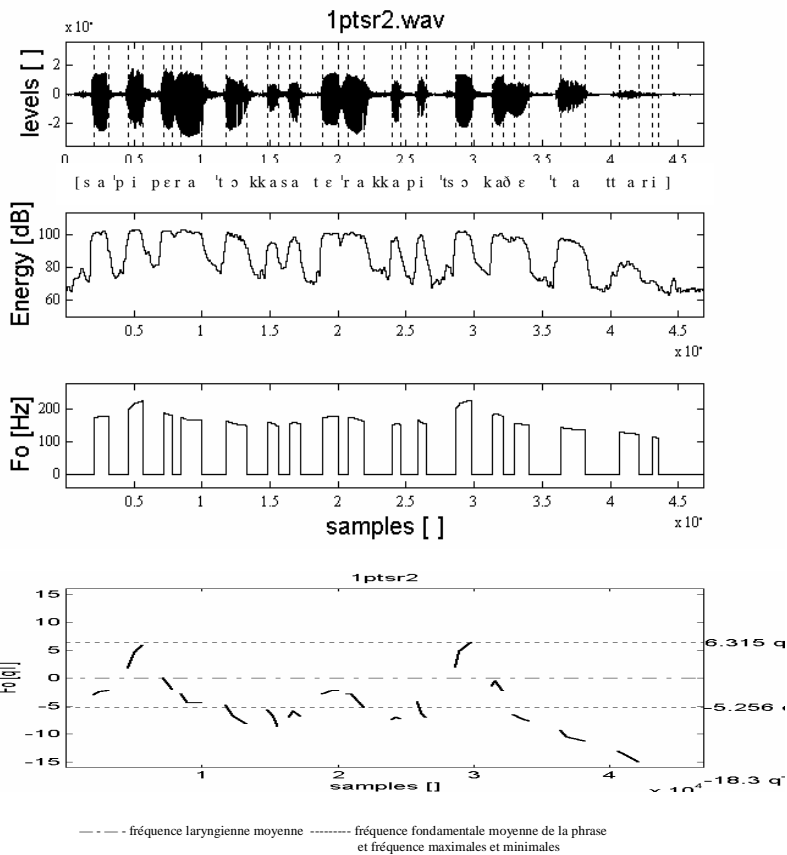 1ptsr2.wav
x 10⁴
levels [ ]
2
0
-2
0 0.5 1 1.5 2 2.5 3 3.5 4 4.5 5
[ s a ˈp i p ɛ r a ˈt ɔ kk a s a t ɛ ˈr a kk a p i ˈts ɔ k a ð ɛ ˈt a tt a r i ]
Energy [dB]
100
80
60
0.5 1 1.5 2 2.5 3 3.5 4 4.5
x 10⁴
Fo [Hz]
200
100
0
0.5 1 1.5 2 2.5 3 3.5 4 4.5
samples [ ]
x 10⁴
1ptsr2
Fo [qt]
15
10
5
0
-5
-10
-15
6.315 q
-5.256 q
-18.3 q
1 2 3 4
samples []
x 10⁴
fréquence laryngienne moyenne fréquence fondamentale moyenne de la phrase
et fréquence maximales et minimales